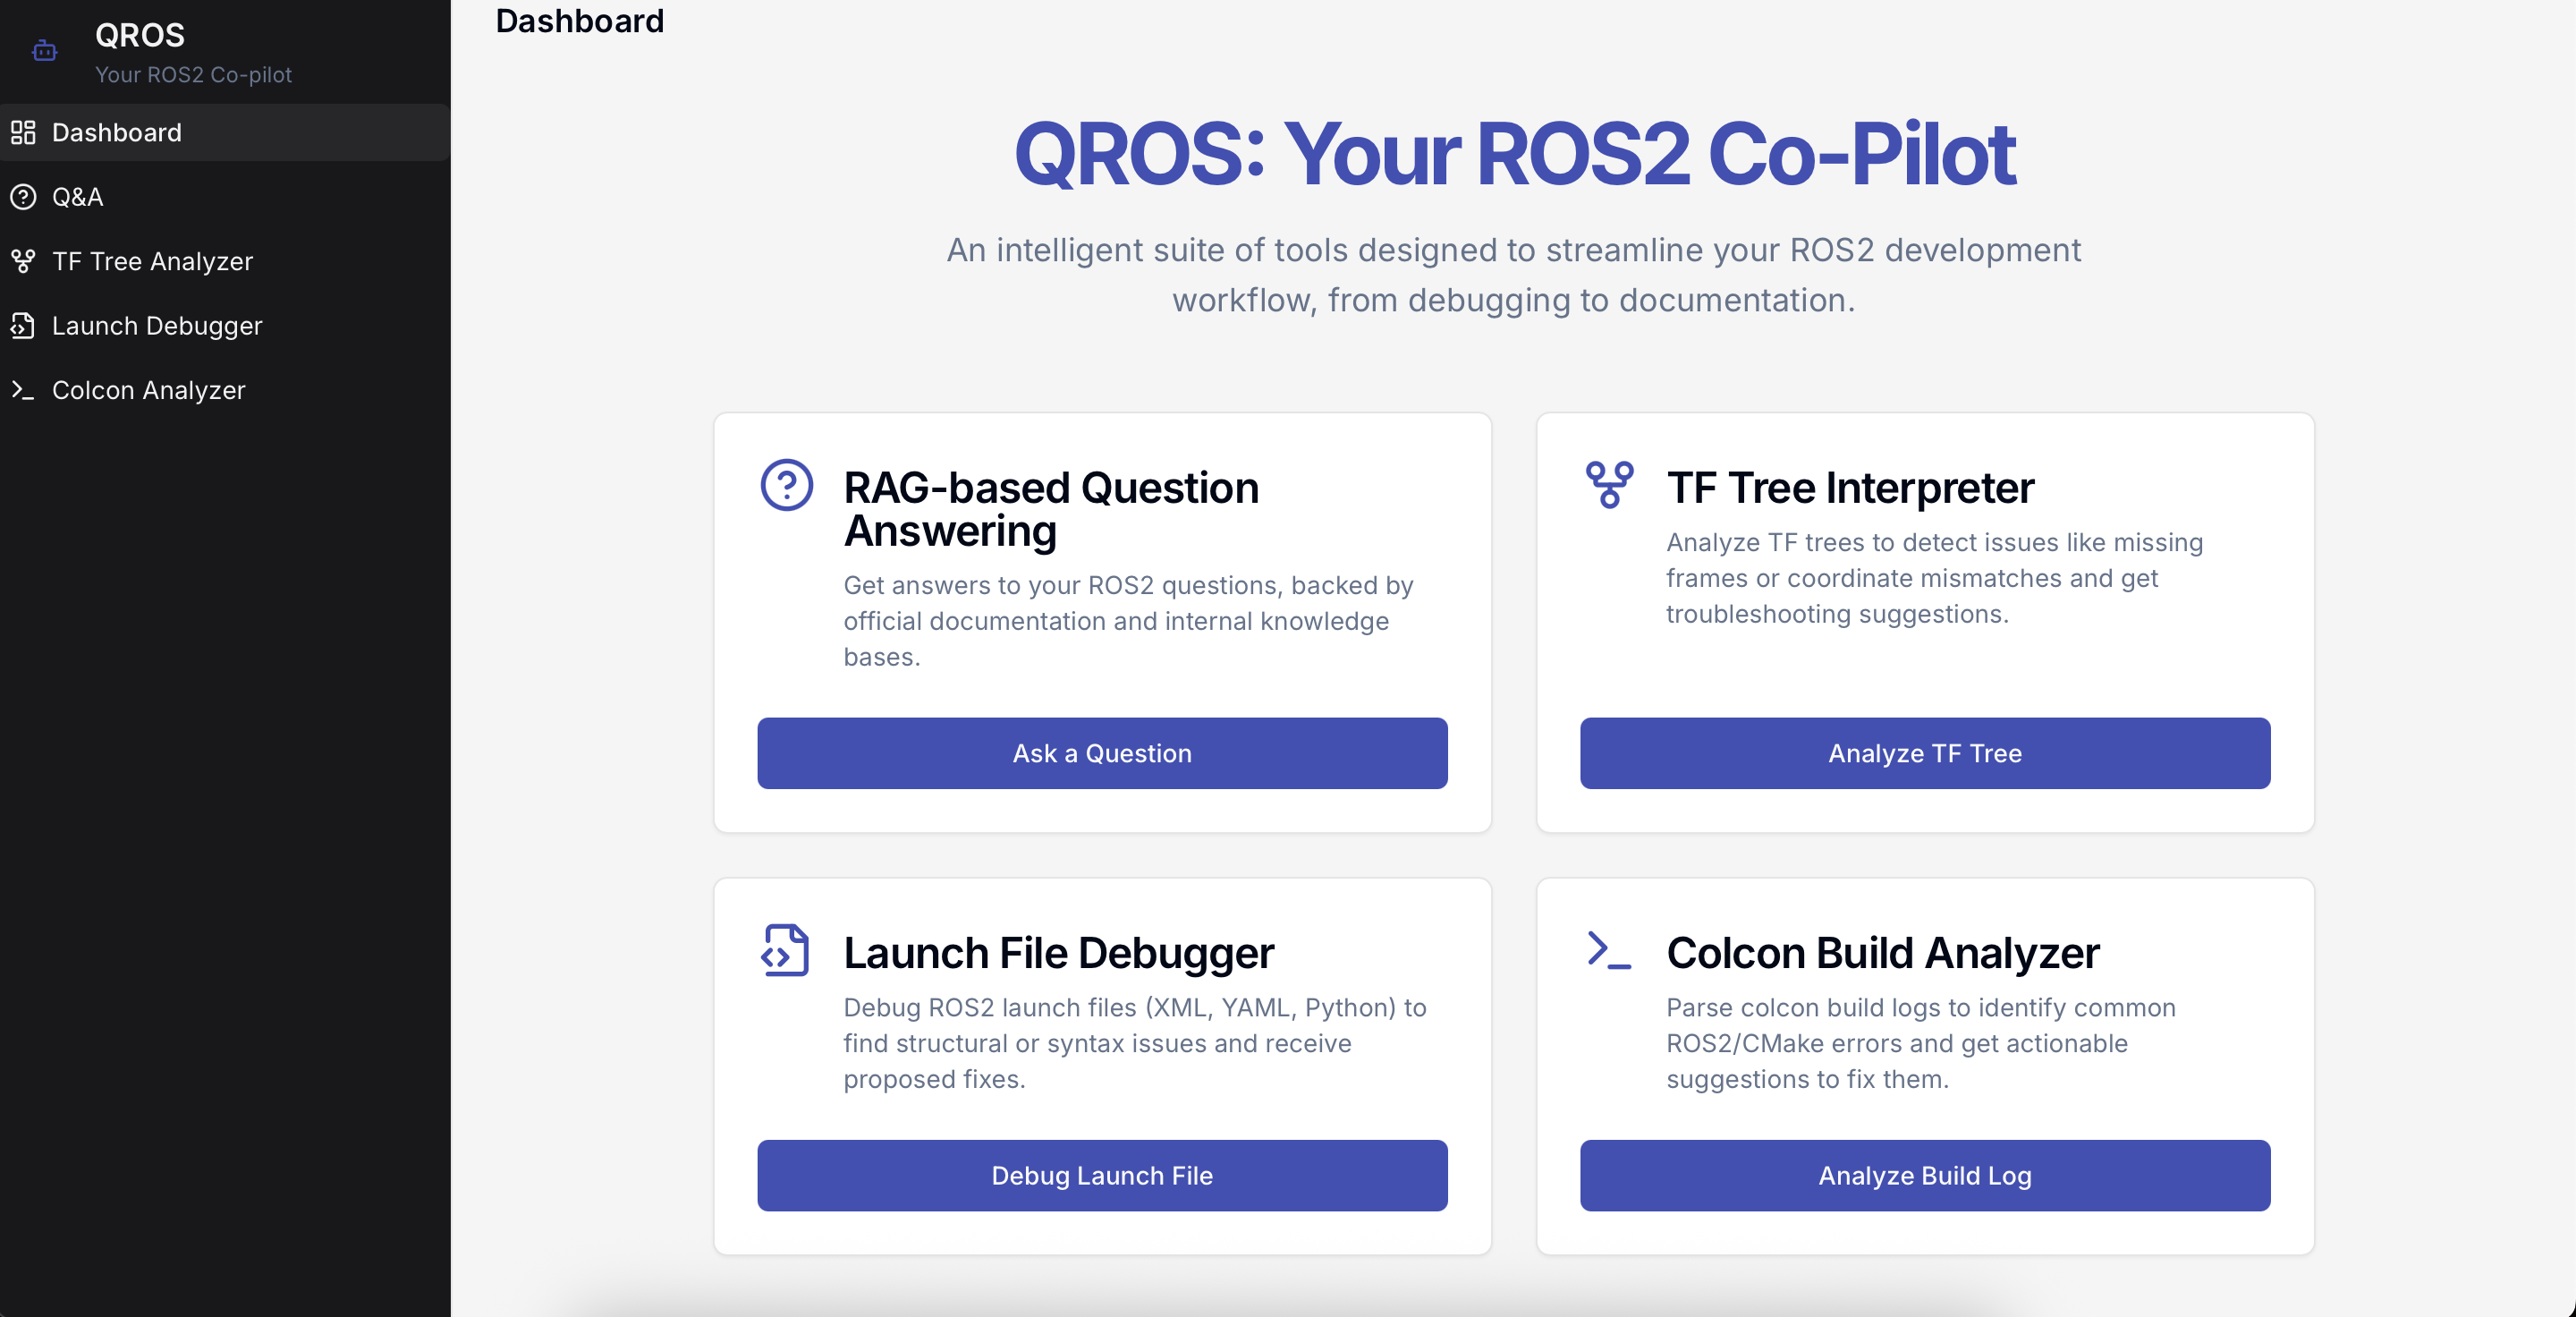 QROS
Your ROS2 Co-pilot
Dashboard
Q&A
TF Tree Analyzer
Launch Debugger
Colcon Analyzer
Dashboard
QROS: Your ROS2 Co-Pilot
An intelligent suite of tools designed to streamline your ROS2 development
workflow, from debugging to documentation.
RAG-based Question
Answering
Get answers to your ROS2 questions, backed by
official documentation and internal knowledge
bases.
Ask a Question
TF Tree Interpreter
Analyze TF trees to detect issues like missing
frames or coordinate mismatches and get
troubleshooting suggestions.
Analyze TF Tree
Launch File Debugger
Debug ROS2 launch files (XML, YAML, Python) to
find structural or syntax issues and receive
proposed fixes.
Debug Launch File
Colcon Build Analyzer
Parse colcon build logs to identify common
ROS2/CMake errors and get actionable
suggestions to fix them.
Analyze Build Log